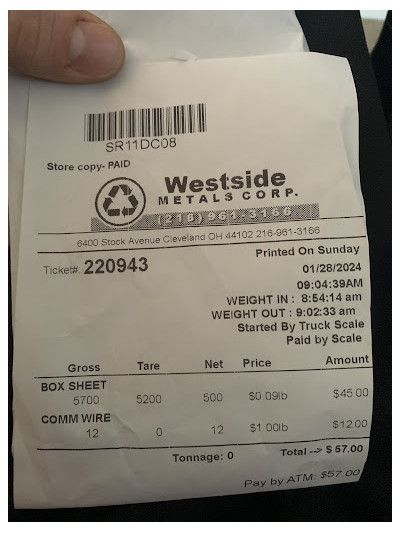 SR11DC08
Store copy- PAID
Westside
METALS CORP.
(216) 961-3166
6400 Stock Avenue Cleveland OH 44102 216-961-3166
Printed On Sunday
Ticket#: 220943
01/28/2024
09:04:39AM
WEIGHT IN : 8:54:14 am
WEIGHT OUT : 9:02:33 am
Started By Truck Scale
Paid by Scale
Gross Tare Net Price Amount
BOX SHEET
5700 5200 500 $0.09lb $45.00
COMM WIRE
12 0 12 $1.00lb $12.00
Tonnage: 0 Total --> $ 57.00
Pay by ATM: $57.00